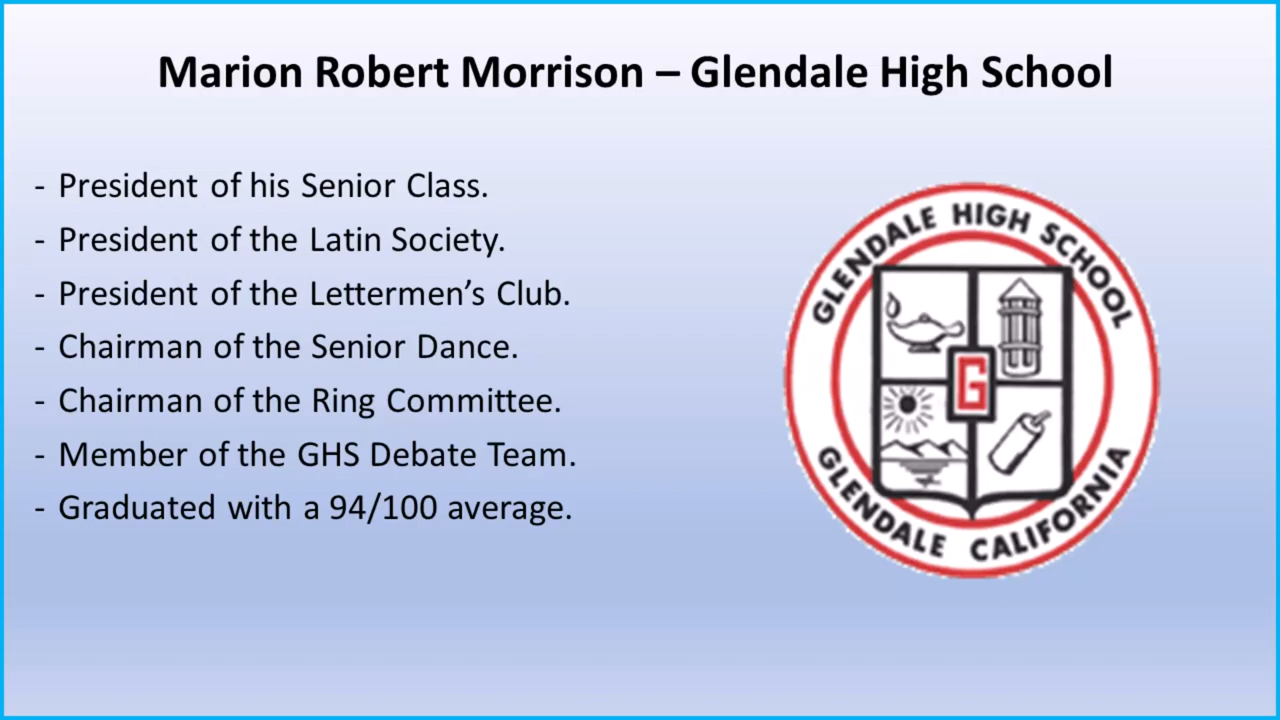 Marion Robert Morrison – Glendale High School
- President of his Senior Class.
- President of the Latin Society.
- President of the Lettermen’s Club.
- Chairman of the Senior Dance.
- Chairman of the Ring Committee.
- Member of the GHS Debate Team.
- Graduated with a 94/100 average.
GLENDALE HIGH SCHOOL
G
GLENDALE CALIFORNIA